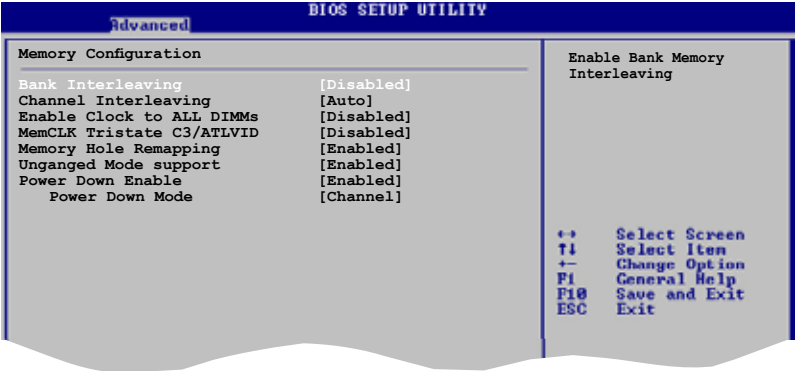 BIOS SETUP UTILITY
Advanced
Memory Configuration
Bank Interleaving [Disabled]
Channel Interleaving [Auto]
Enable Clock to ALL DIMMs [Disabled]
MemCLK Tristate C3/ATLVID [Disabled]
Memory Hole Remapping [Enabled]
Unganged Mode support [Enabled]
Power Down Enable [Enabled]
Power Down Mode [Channel]
Enable Bank Memory
Interleaving
←→ Select Screen
↑↓ Select Item
+- Change Option
F1 General Help
F10 Save and Exit
ESC Exit